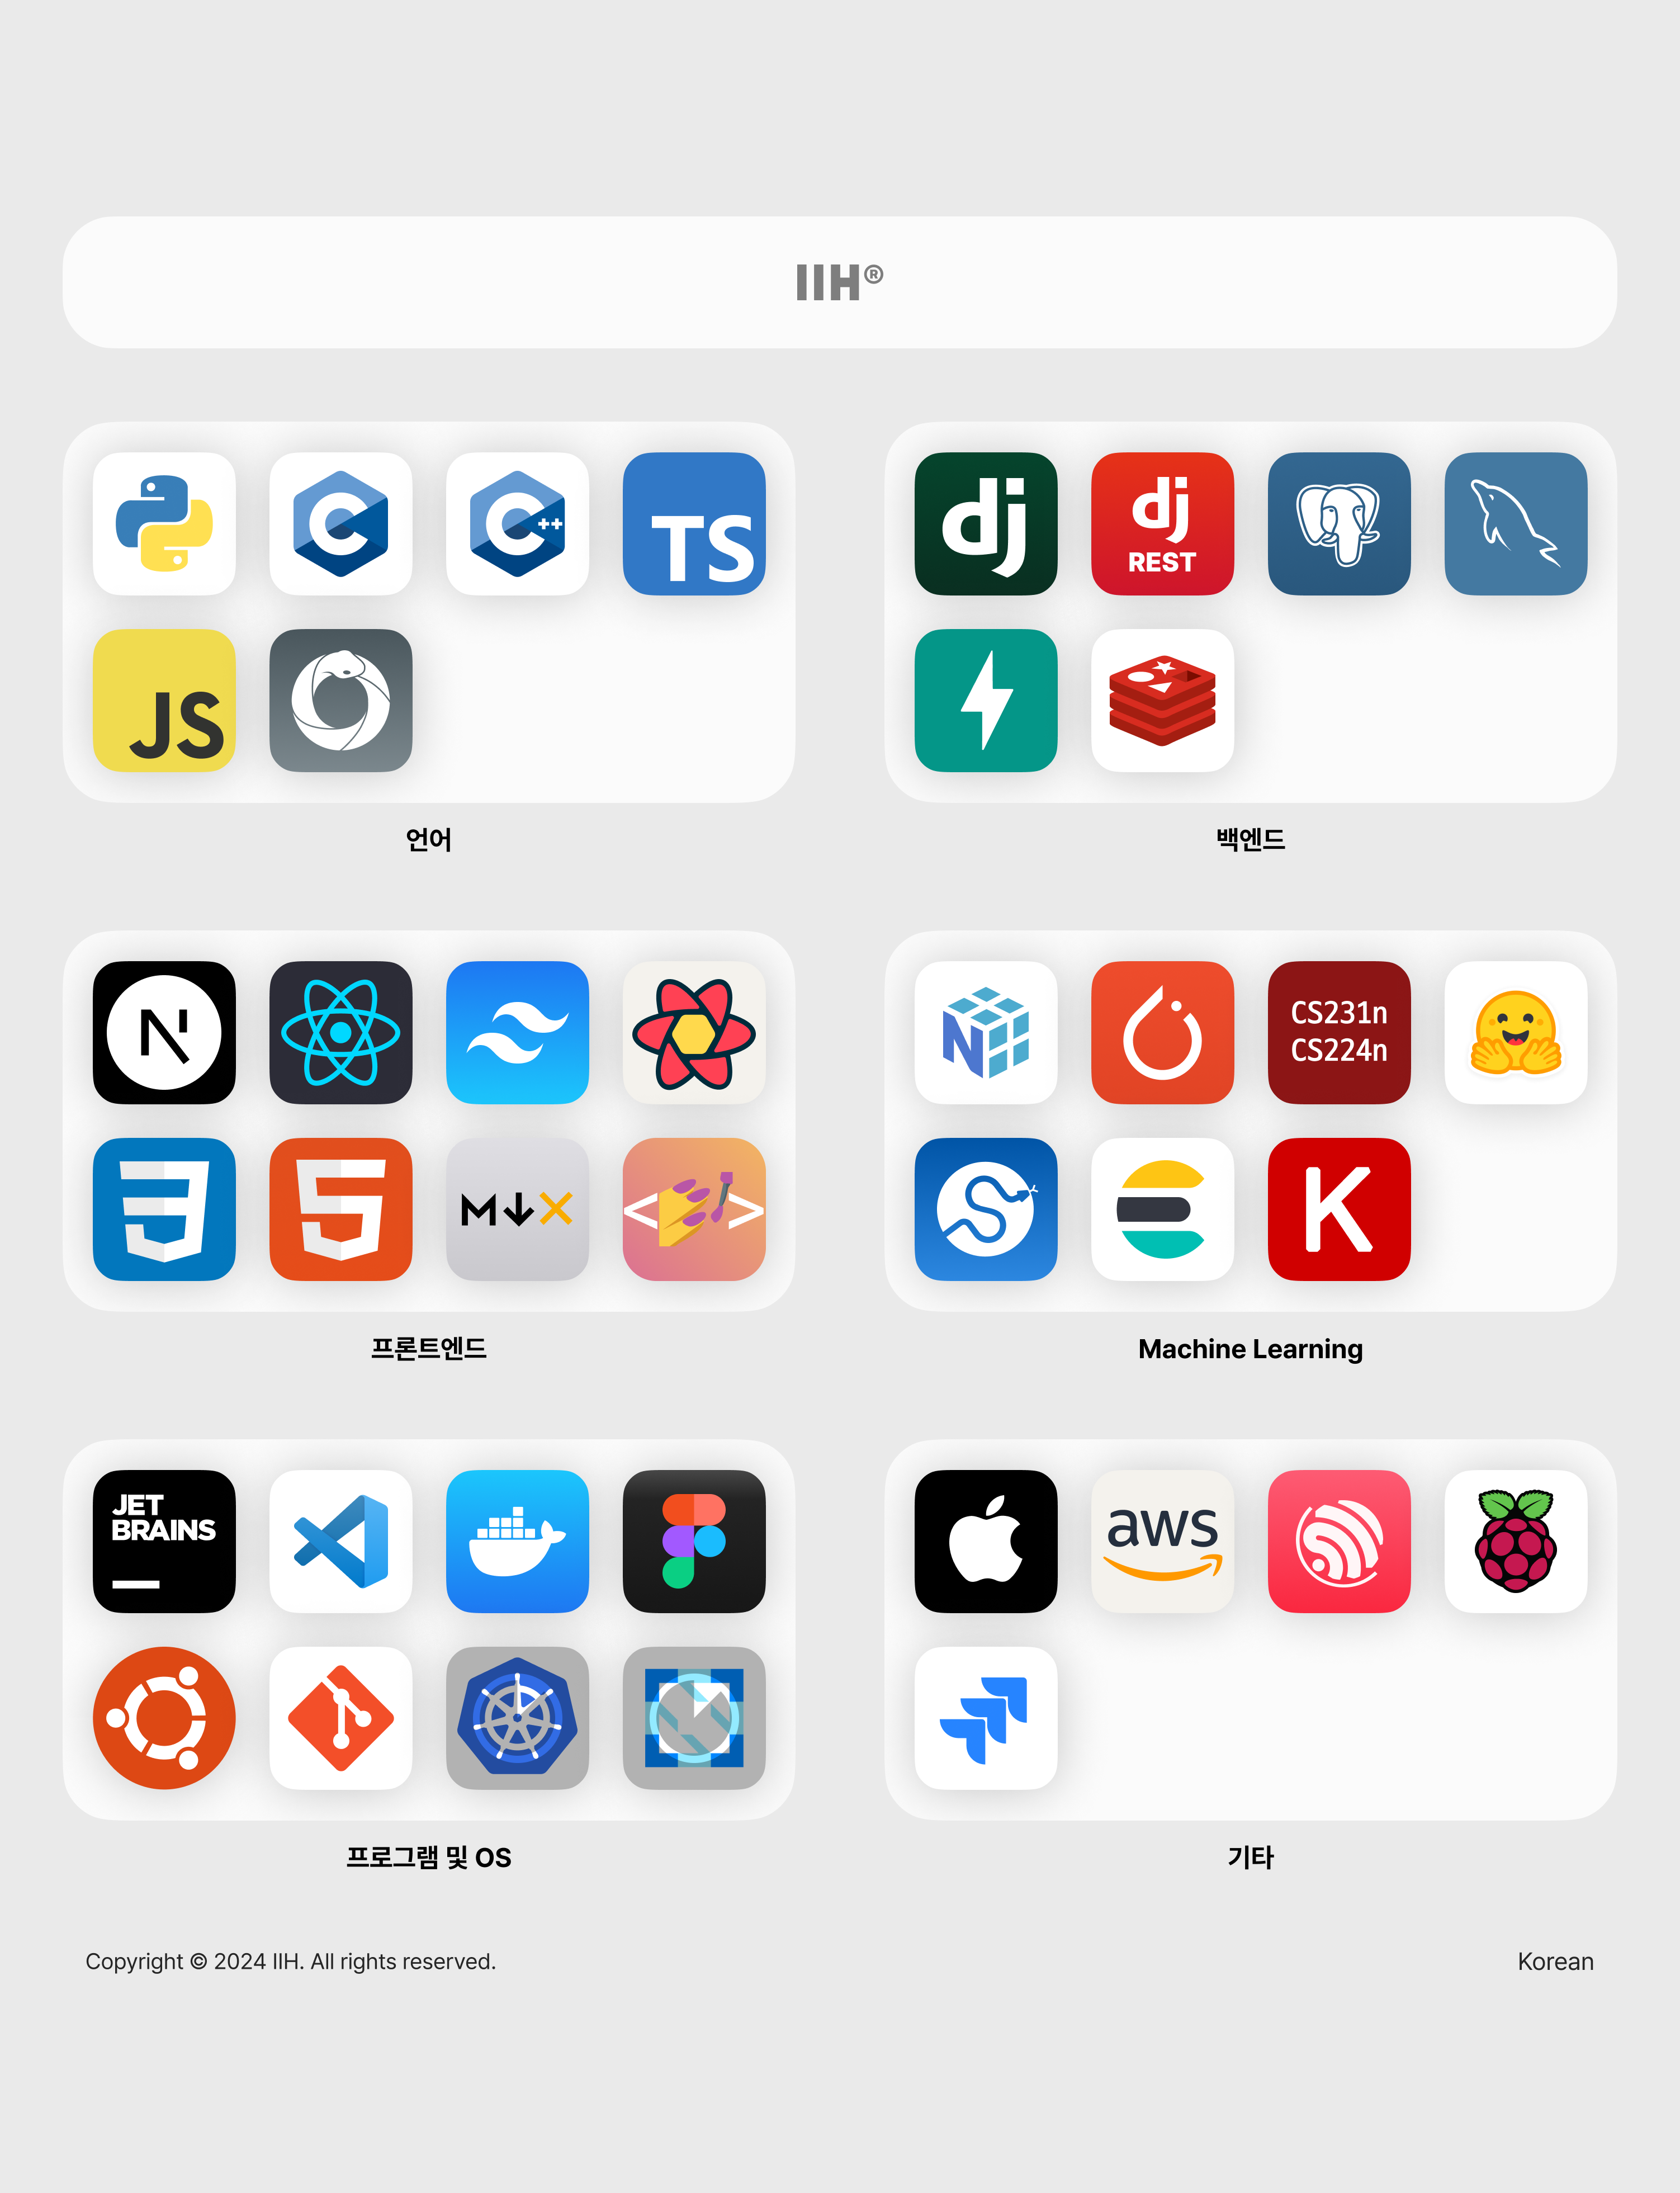 IIH®
TS
JS
언어
dj
dj
REST
백엔드
N
M↓X
프론트엔드
N
CS231n
CS224n
K
Machine Learning
JET
BRAINS
프로그램 및 OS
aws
기타
Copyright © 2024 IIH. All rights reserved.
Korean